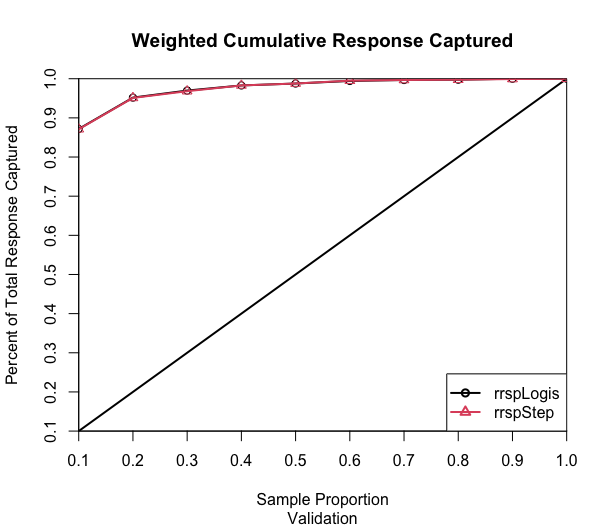 Weighted Cumulative Response Captured
Percent of Total Response Captured
1.0
0.9
0.8
0.7
0.6
0.5
0.4
0.3
0.2
0.1
rrspLogis
rrspStep
0.1 0.2 0.3 0.4 0.5 0.6 0.7 0.8 0.9 1.0
Sample Proportion
Validation